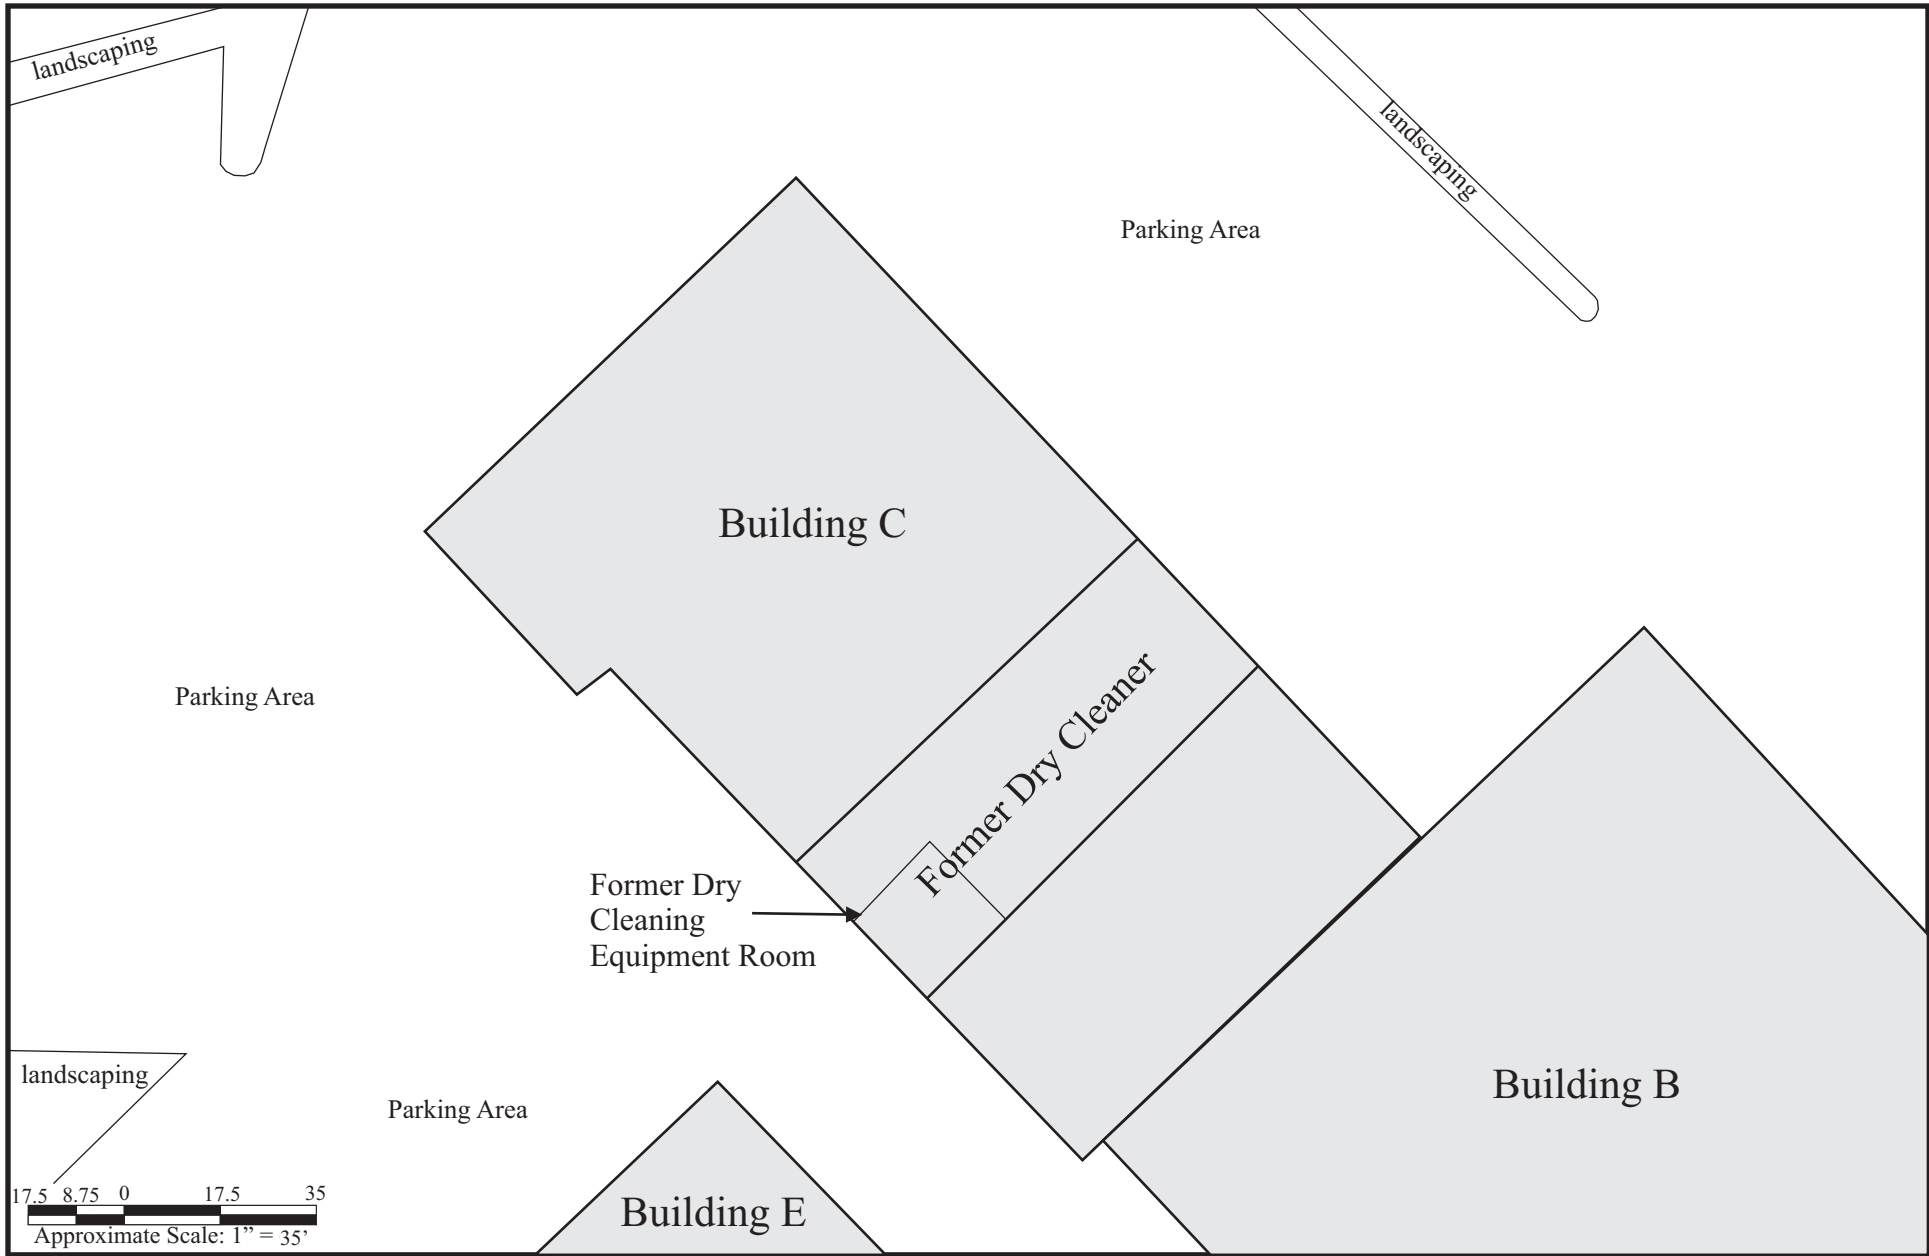 landscaping
landscaping
Parking Area
Building C
Parking Area
Former Dry Cleaner
Former Dry
Cleaning
Equipment Room
landscaping
Parking Area
Building B
Building E
17.5 8.75 0 17.5 35
Approximate Scale: 1” = 35’